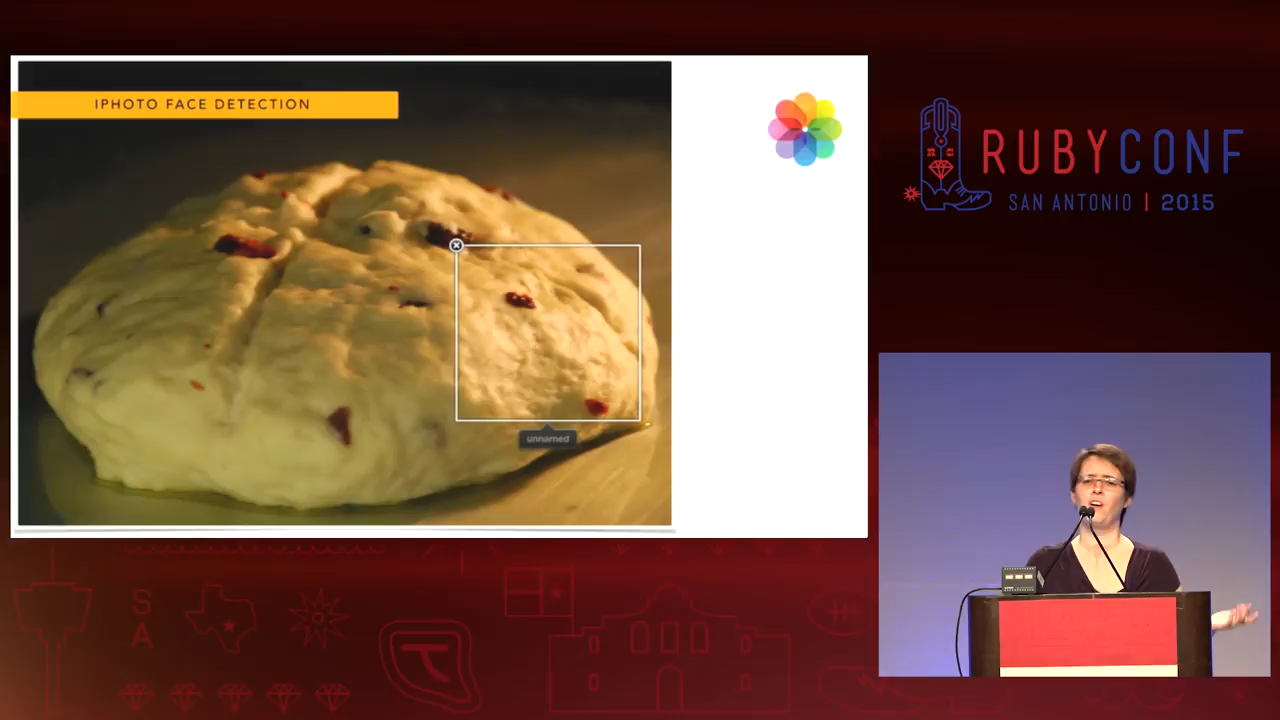 IPHOTO FACE DETECTION
unnamed
RUBYCONF
SAN ANTONIO | 2015
S
A